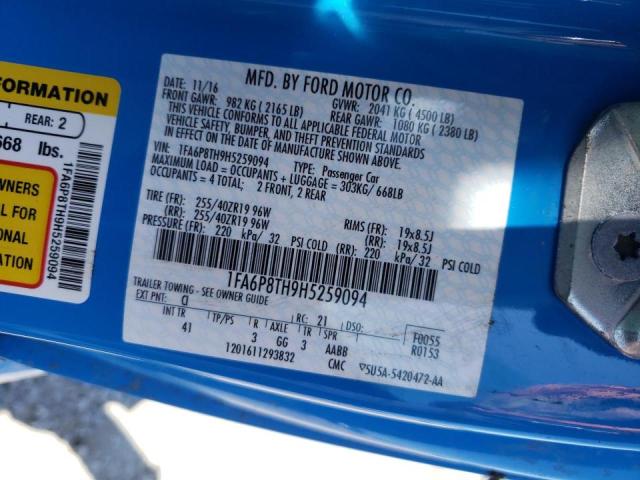 FORMATION
REAR: 2
668 lbs.
WNERS
L FOR
ONAL
ION
1FA6P8TH9H5259094
MFD. BY FORD MOTOR CO.
DATE: 11/16 GVWR: 2041 KG ( 4500 LB)
FRONT GAWR: 982 KG ( 2165 LB) REAR GAWR: 1080 KG ( 2380 LB)
THIS VEHICLE CONFORMS TO ALL APPLICABLE FEDERAL MOTOR
VEHICLE SAFETY, BUMPER, AND THEFT PREVENTION STANDARDS
IN EFFECT ON THE DATE OF MANUFACTURE SHOWN ABOVE.
VIN: 1FA6P8TH9H5259094 TYPE: Passenger Car
MAXIMUM LOAD = OCCUPANTS + LUGGAGE = 303KG/ 668LB
OCCUPANTS = 4 TOTAL; 2 FRONT, 2 REAR
TIRE (FR): 255/40ZR19 96W RIMS (FR): 19x8.5J
(RR): 255/40ZR19 96W (RR): 19x8.5J
PRESSURE (FR): 220 kPa/ 32 PSI COLD (RR): 220 kPa/ 32 PSI COLD
1FA6P8TH9H5259094
TRAILER TOWING - SEE OWNER GUIDE
EXT PNT: CI RC: 21 DSO: F0055
INT TR TP/PS R AXLE TR SPR R0153
41 3 GG 3 AABB
1201611293832 CMC ▽5U5A-5420472-AA